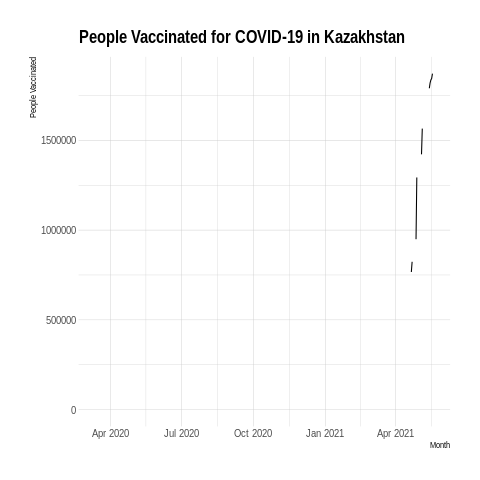 People Vaccinated for COVID-19 in Kazakhstan
People Vaccinated
1500000
1000000
500000
0
Apr 2020 Jul 2020 Oct 2020 Jan 2021 Apr 2021
Month